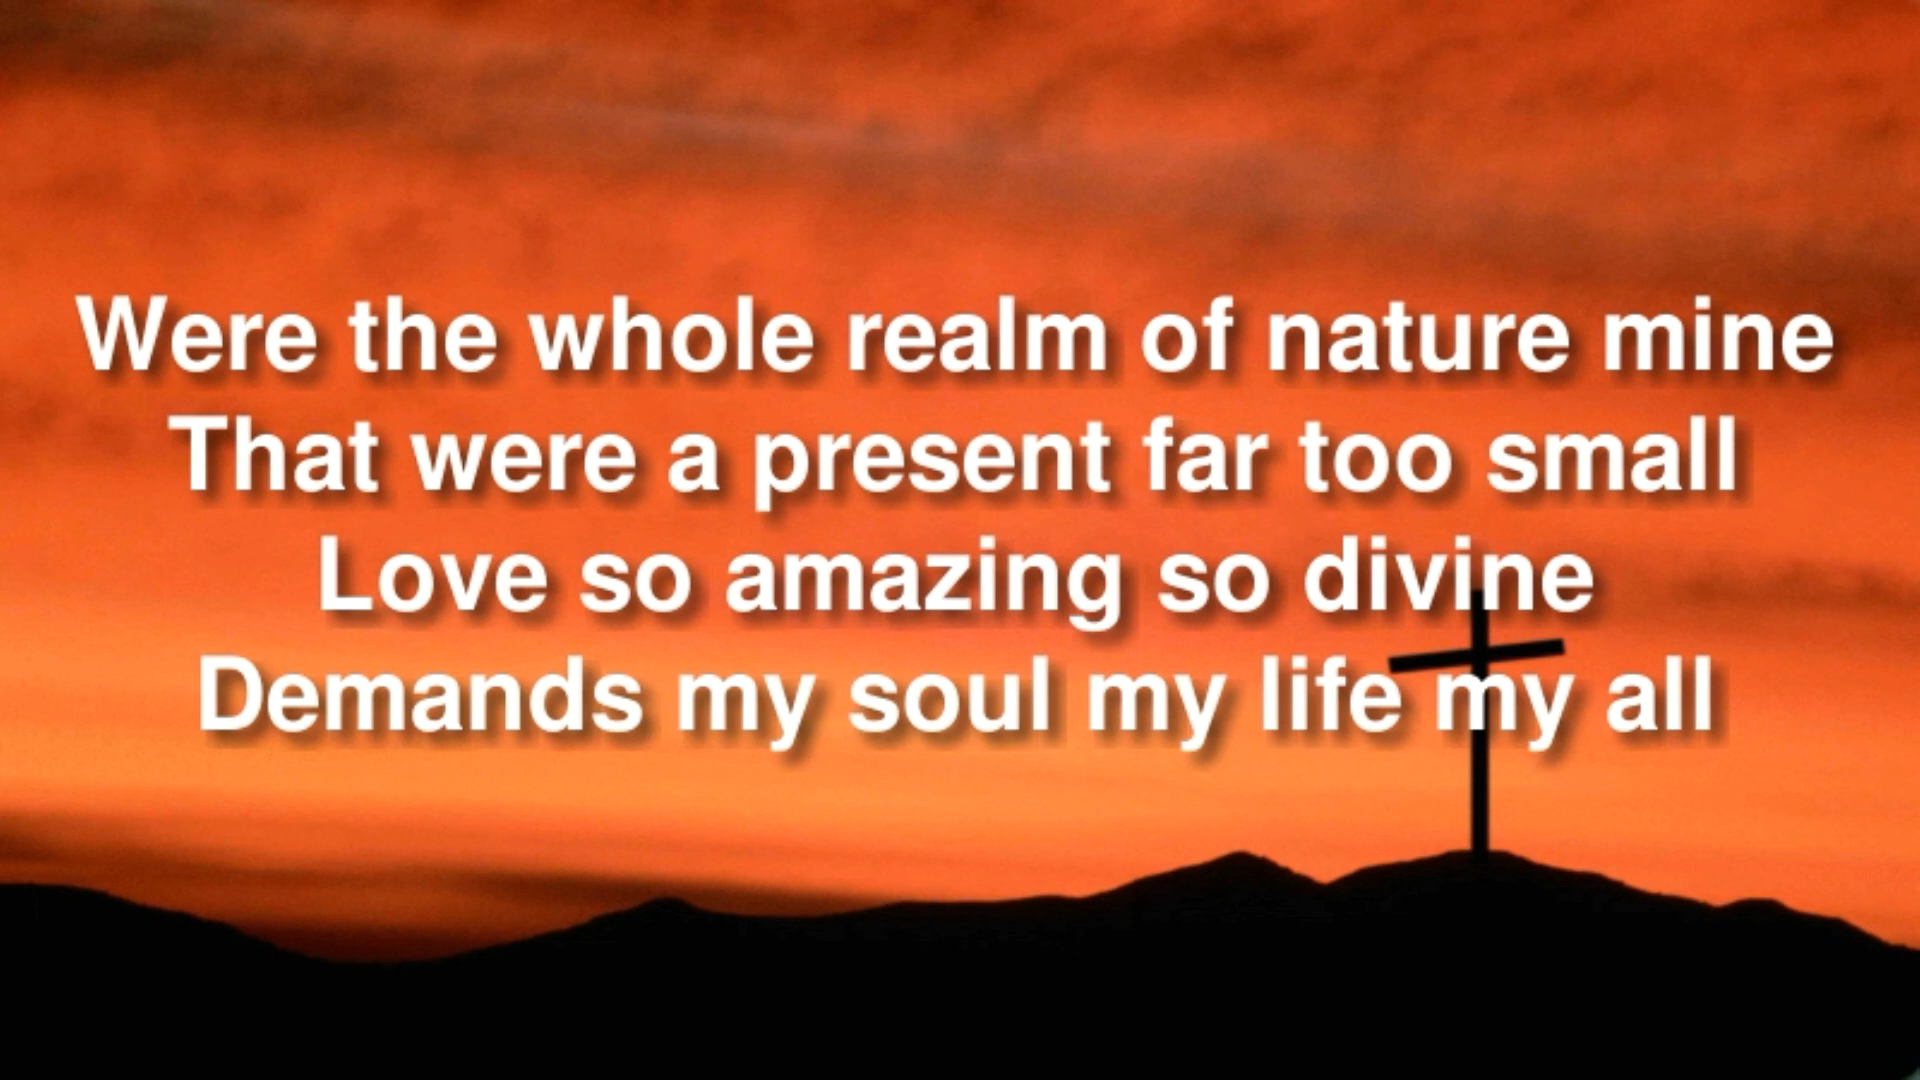 Were the whole realm of nature mine
That were a present far too small
Love so amazing so divine
Demands my soul my life my all